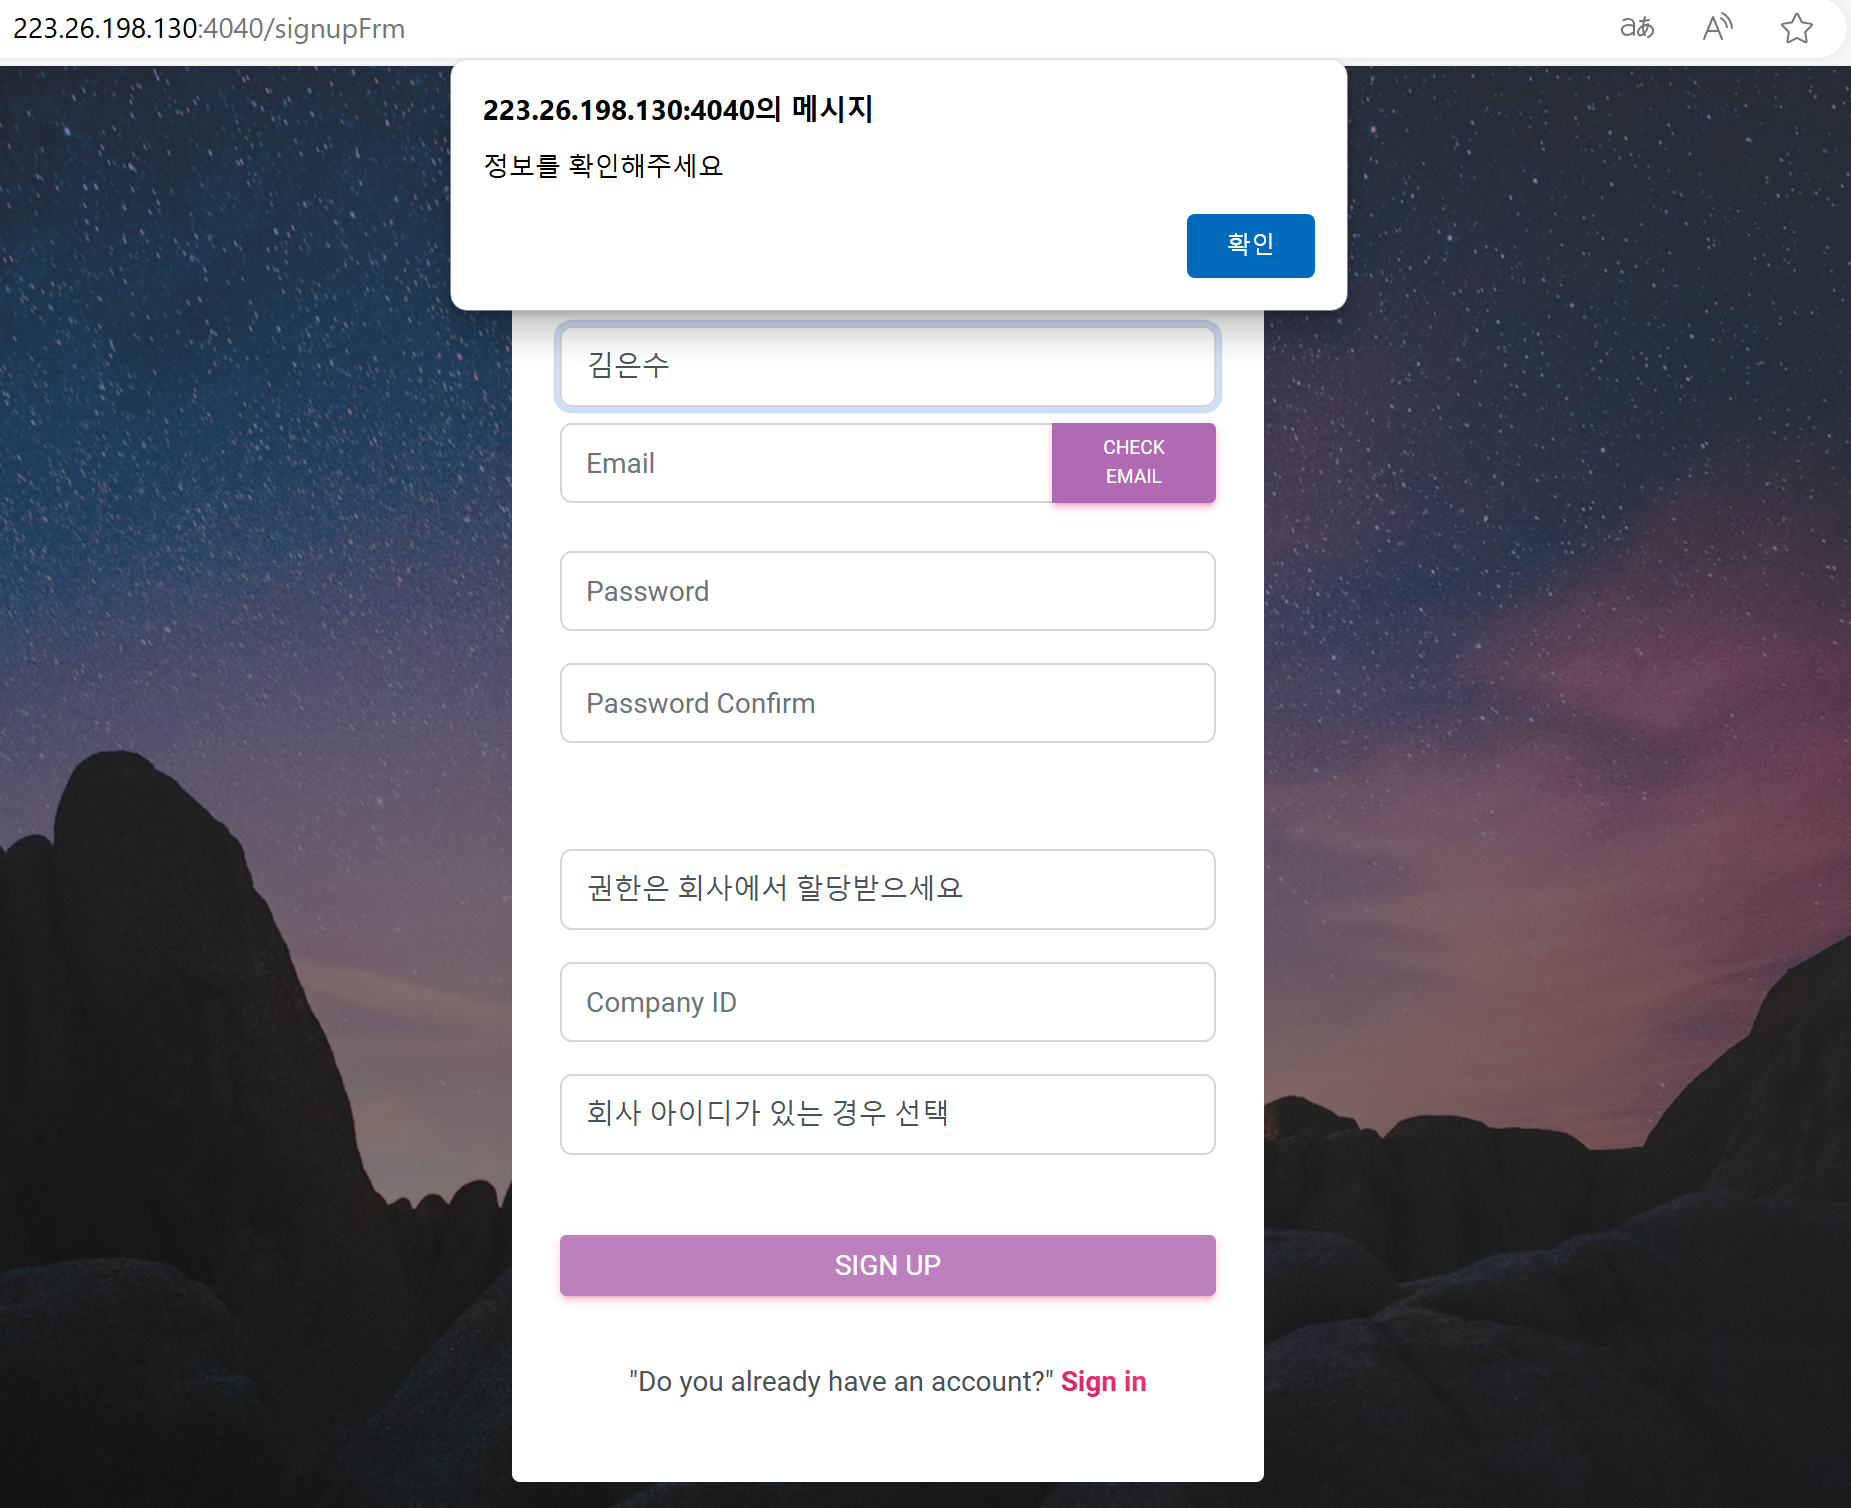 223.26.198.130:4040/signupFrm
223.26.198.130:4040의 메시지
정보를 확인해주세요
확인
김은수
Email
CHECK
EMAIL
Password
Password Confirm
권한은 회사에서 할당받으세요
Company ID
회사 아이디가 있는 경우 선택
SIGN UP
"Do you already have an account?" Sign in